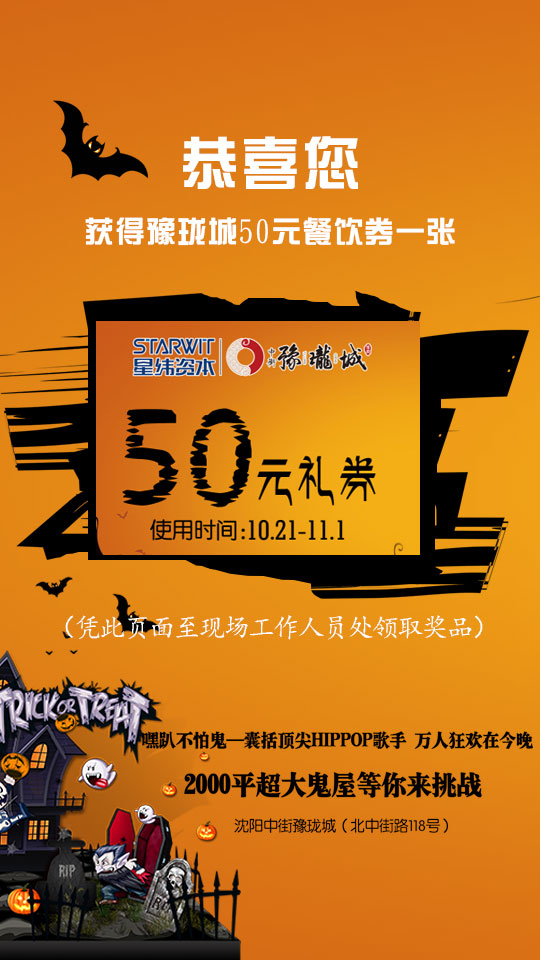 恭喜您
获得豫珑城50元餐饮券一张
STARWIT
星纬资本
中街
豫瓏城
50元礼券
使用时间:10.21-11.1
（凭此页面至现场工作人员处领取奖品）
TRICK OR TREAT
嘿趴不怕鬼—囊括顶尖HIPPOP歌手 万人狂欢在今晚
2000平超大鬼屋等你来挑战
沈阳中街豫珑城（北中街路118号）
RIP